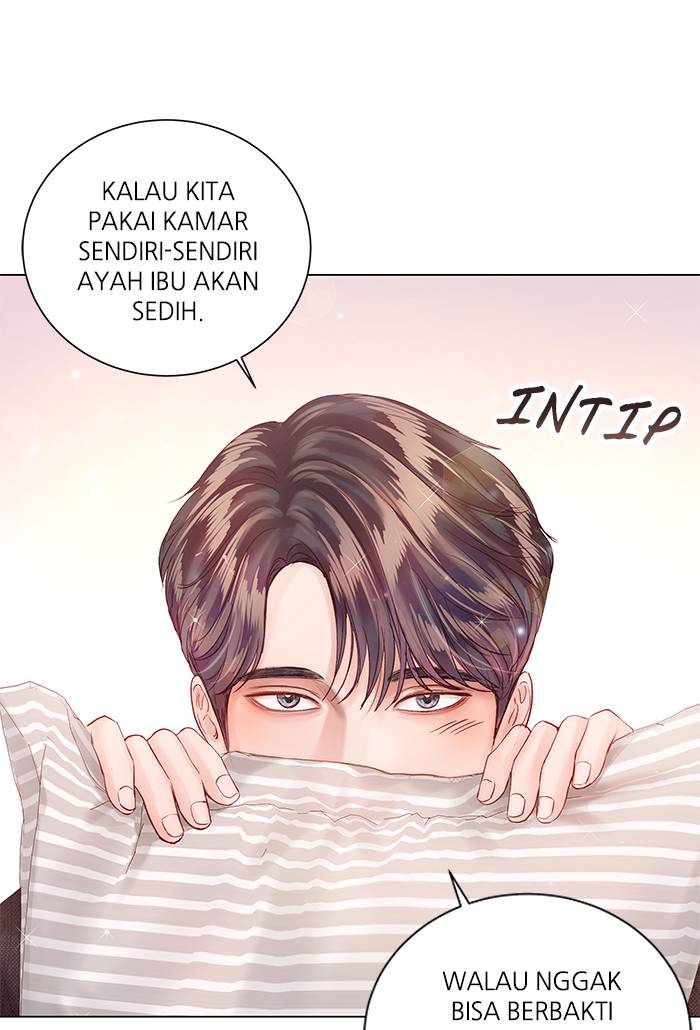 KALAU KITA
PAKAI KAMAR
SENDIRI-SENDIRI
AYAH IBU AKAN
SEDIH.
INTIP
WALAU NGGAK
BISA BERBAKTI